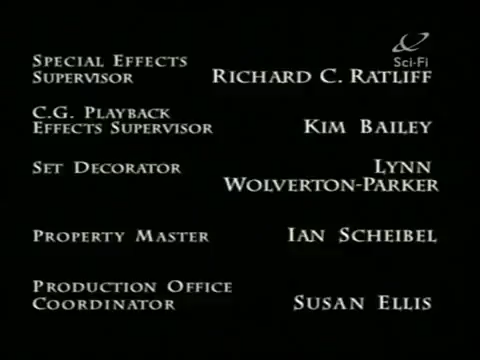 Sci-Fi
SPECIAL EFFECTS
SUPERVISOR RICHARD C. RATLIFF
C.G. PLAYBACK
EFFECTS SUPERVISOR KIM BAILEY
SET DECORATOR LYNN
WOLVERTON-PARKER
PROPERTY MASTER IAN SCHEIBEL
PRODUCTION OFFICE
COORDINATOR SUSAN ELLIS